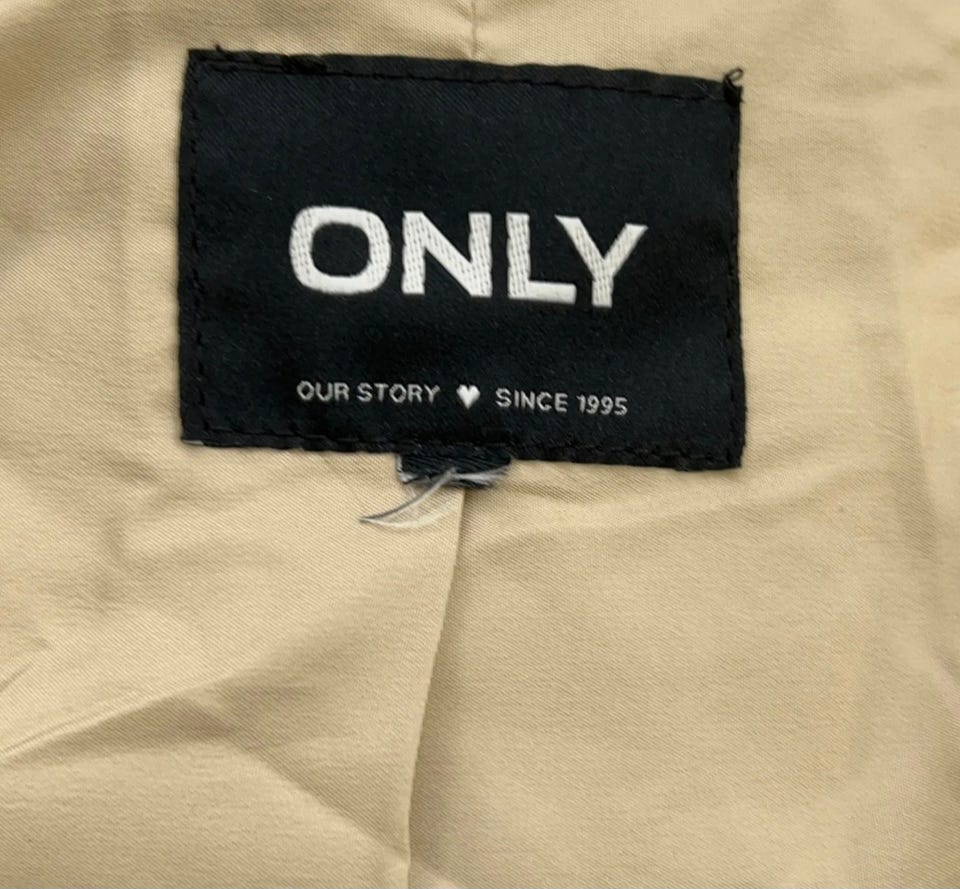 ONLY
OUR STORY ♥ SINCE 1995